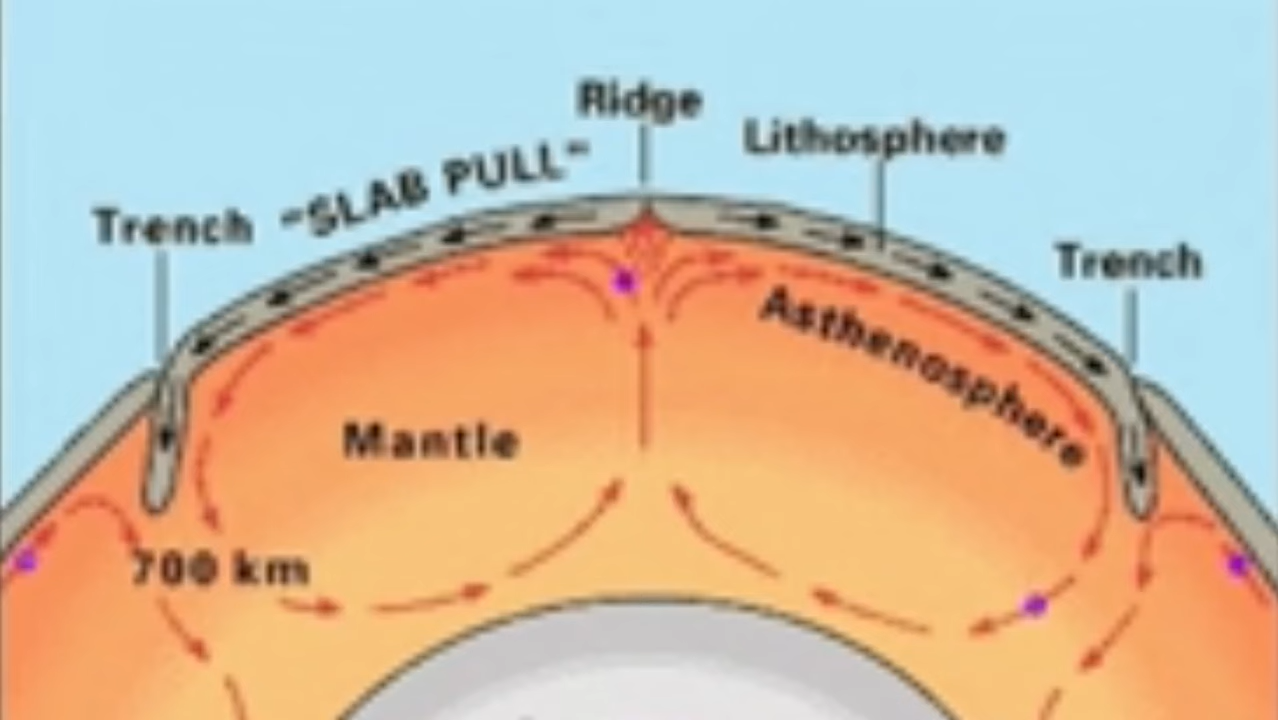 Ridge
Lithosphere
"SLAB PULL"
Trench
Trench
Asthenosphere
Mantle
700 km